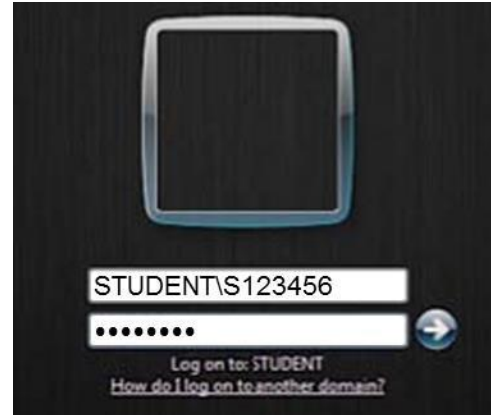 STUDENT\S123456
••••••••
Log on to: STUDENT
How do I log on to another domain?